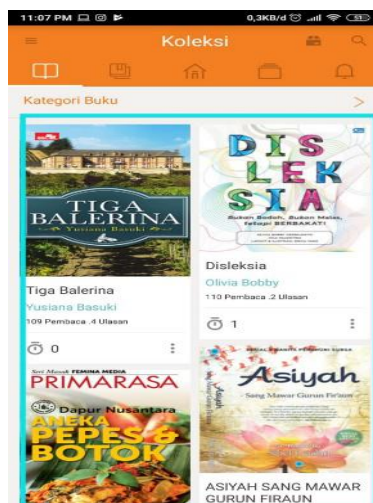 11:07 PM
0,3KB/d
Koleksi
Kategori Buku
TIGA
BALERINA
Yusiana Basuki
Tiga Balerina
Yusiana Basuki
109 Pembaca .4 Ulasan
0
DIS
LEK
SIA
Bukan Bodoh, Bukan Malas,
tetapi BERBAKAT!
Disleksia
Olivia Bobby
110 Pembaca .2 Ulasan
1
Seri Masak FEMINA MEDIA
PRIMARASA
Dapur Nusantara
ANEKA
PEPES &
BOTOK
Asiyah
Sang Mawar Gurun Fir'aun
ASIYAH SANG MAWAR
GURUN FIRAUN